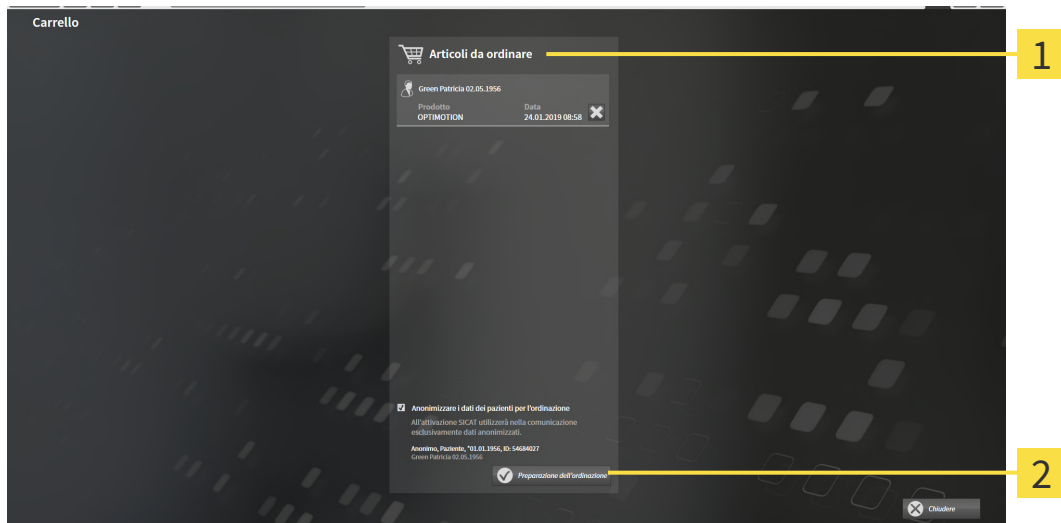 Carrello
Articoli da ordinare
1
Green Patricia 02.05.1956
Prodotto
Data
OPTIMOTION
24.01.2019 08:58
Anonimizzare i dati dei pazienti per l'ordinazione
All'attivazione SICAT utilizzerà nella comunicazione
esclusivamente dati anonimizzati.
Anonimo, Paziente, *01.01.1956, ID: 54684027
Green Patricia 02.05.1956
Preparazione dell'ordinazione
2
Chiudere